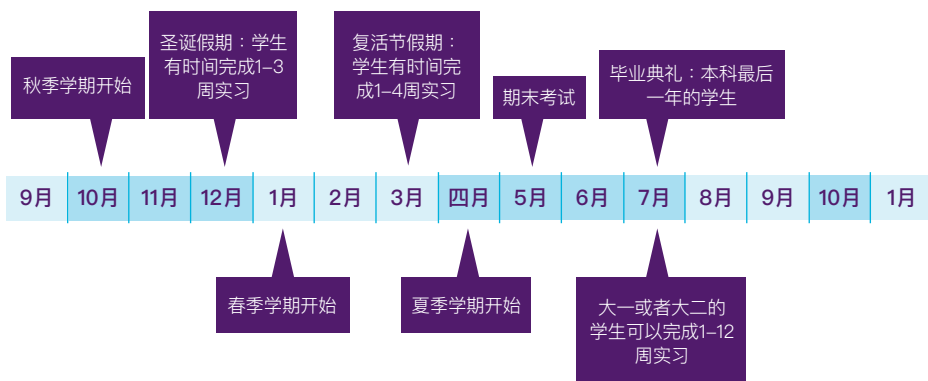 秋季学期开始
圣诞假期：学生
有时间完成1–3
周实习
复活节假期：
学生有时间完
成1–4周实习
期末考试
毕业典礼：本科最后
一年的学生
9月 10月 11月 12月 1月 2月 3月 四月 5月 6月 7月 8月 9月 10月 1月
春季学期开始
夏季学期开始
大一或者大二的
学生可以完成1–12
周实习